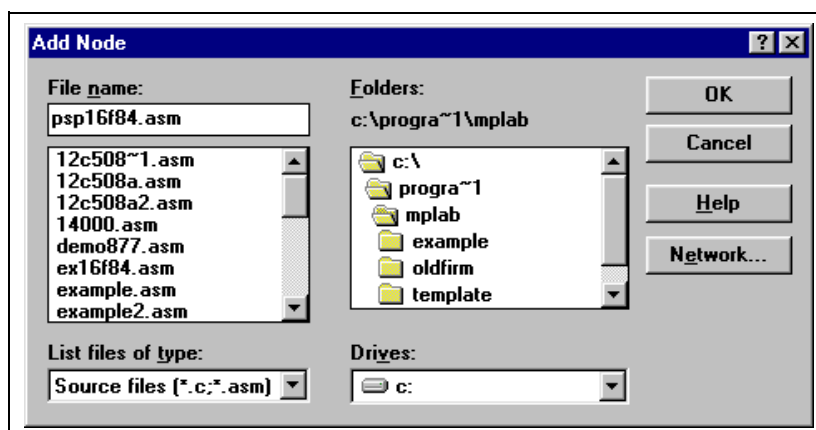 Add Node
File name:
psp16f84.asm
12c508~1.asm
12c508a.asm
12c508a2.asm
14000.asm
demo877.asm
ex16f84.asm
example.asm
example2.asm
List files of type:
Source files (*.c;*.asm)
Folders:
c:\progra~1\mplab
c:\
progra~1
mplab
example
oldfirm
template
Drives:
c:
OK
Cancel
Help
Network...